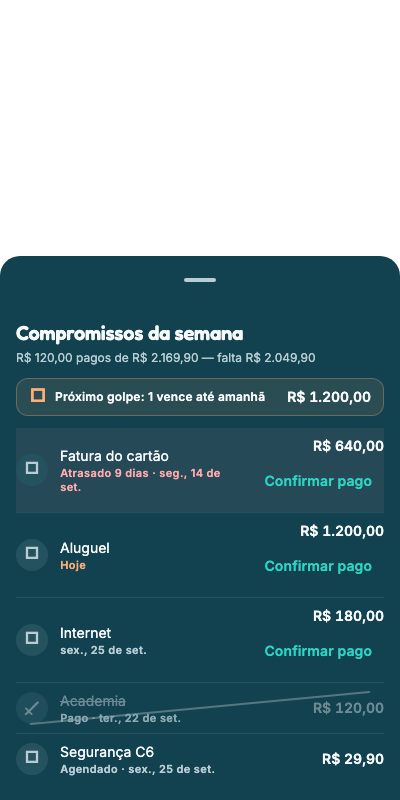 Compromissos da semana
R$ 120,00 pagos de R$ 2.169,90 — falta R$ 2.049,90
Próximo golpe: 1 vence até amanhã R$ 1.200,00
Fatura do cartão R$ 640,00
Atrasado 9 dias · seg., 14 de
set.
Confirmar pago
Aluguel R$ 1.200,00
Hoje
Confirmar pago
Internet R$ 180,00
sex., 25 de set.
Confirmar pago
Academia R$ 120,00
Pago · ter., 22 de set.
Segurança C6 R$ 29,90
Agendado · sex., 25 de set.